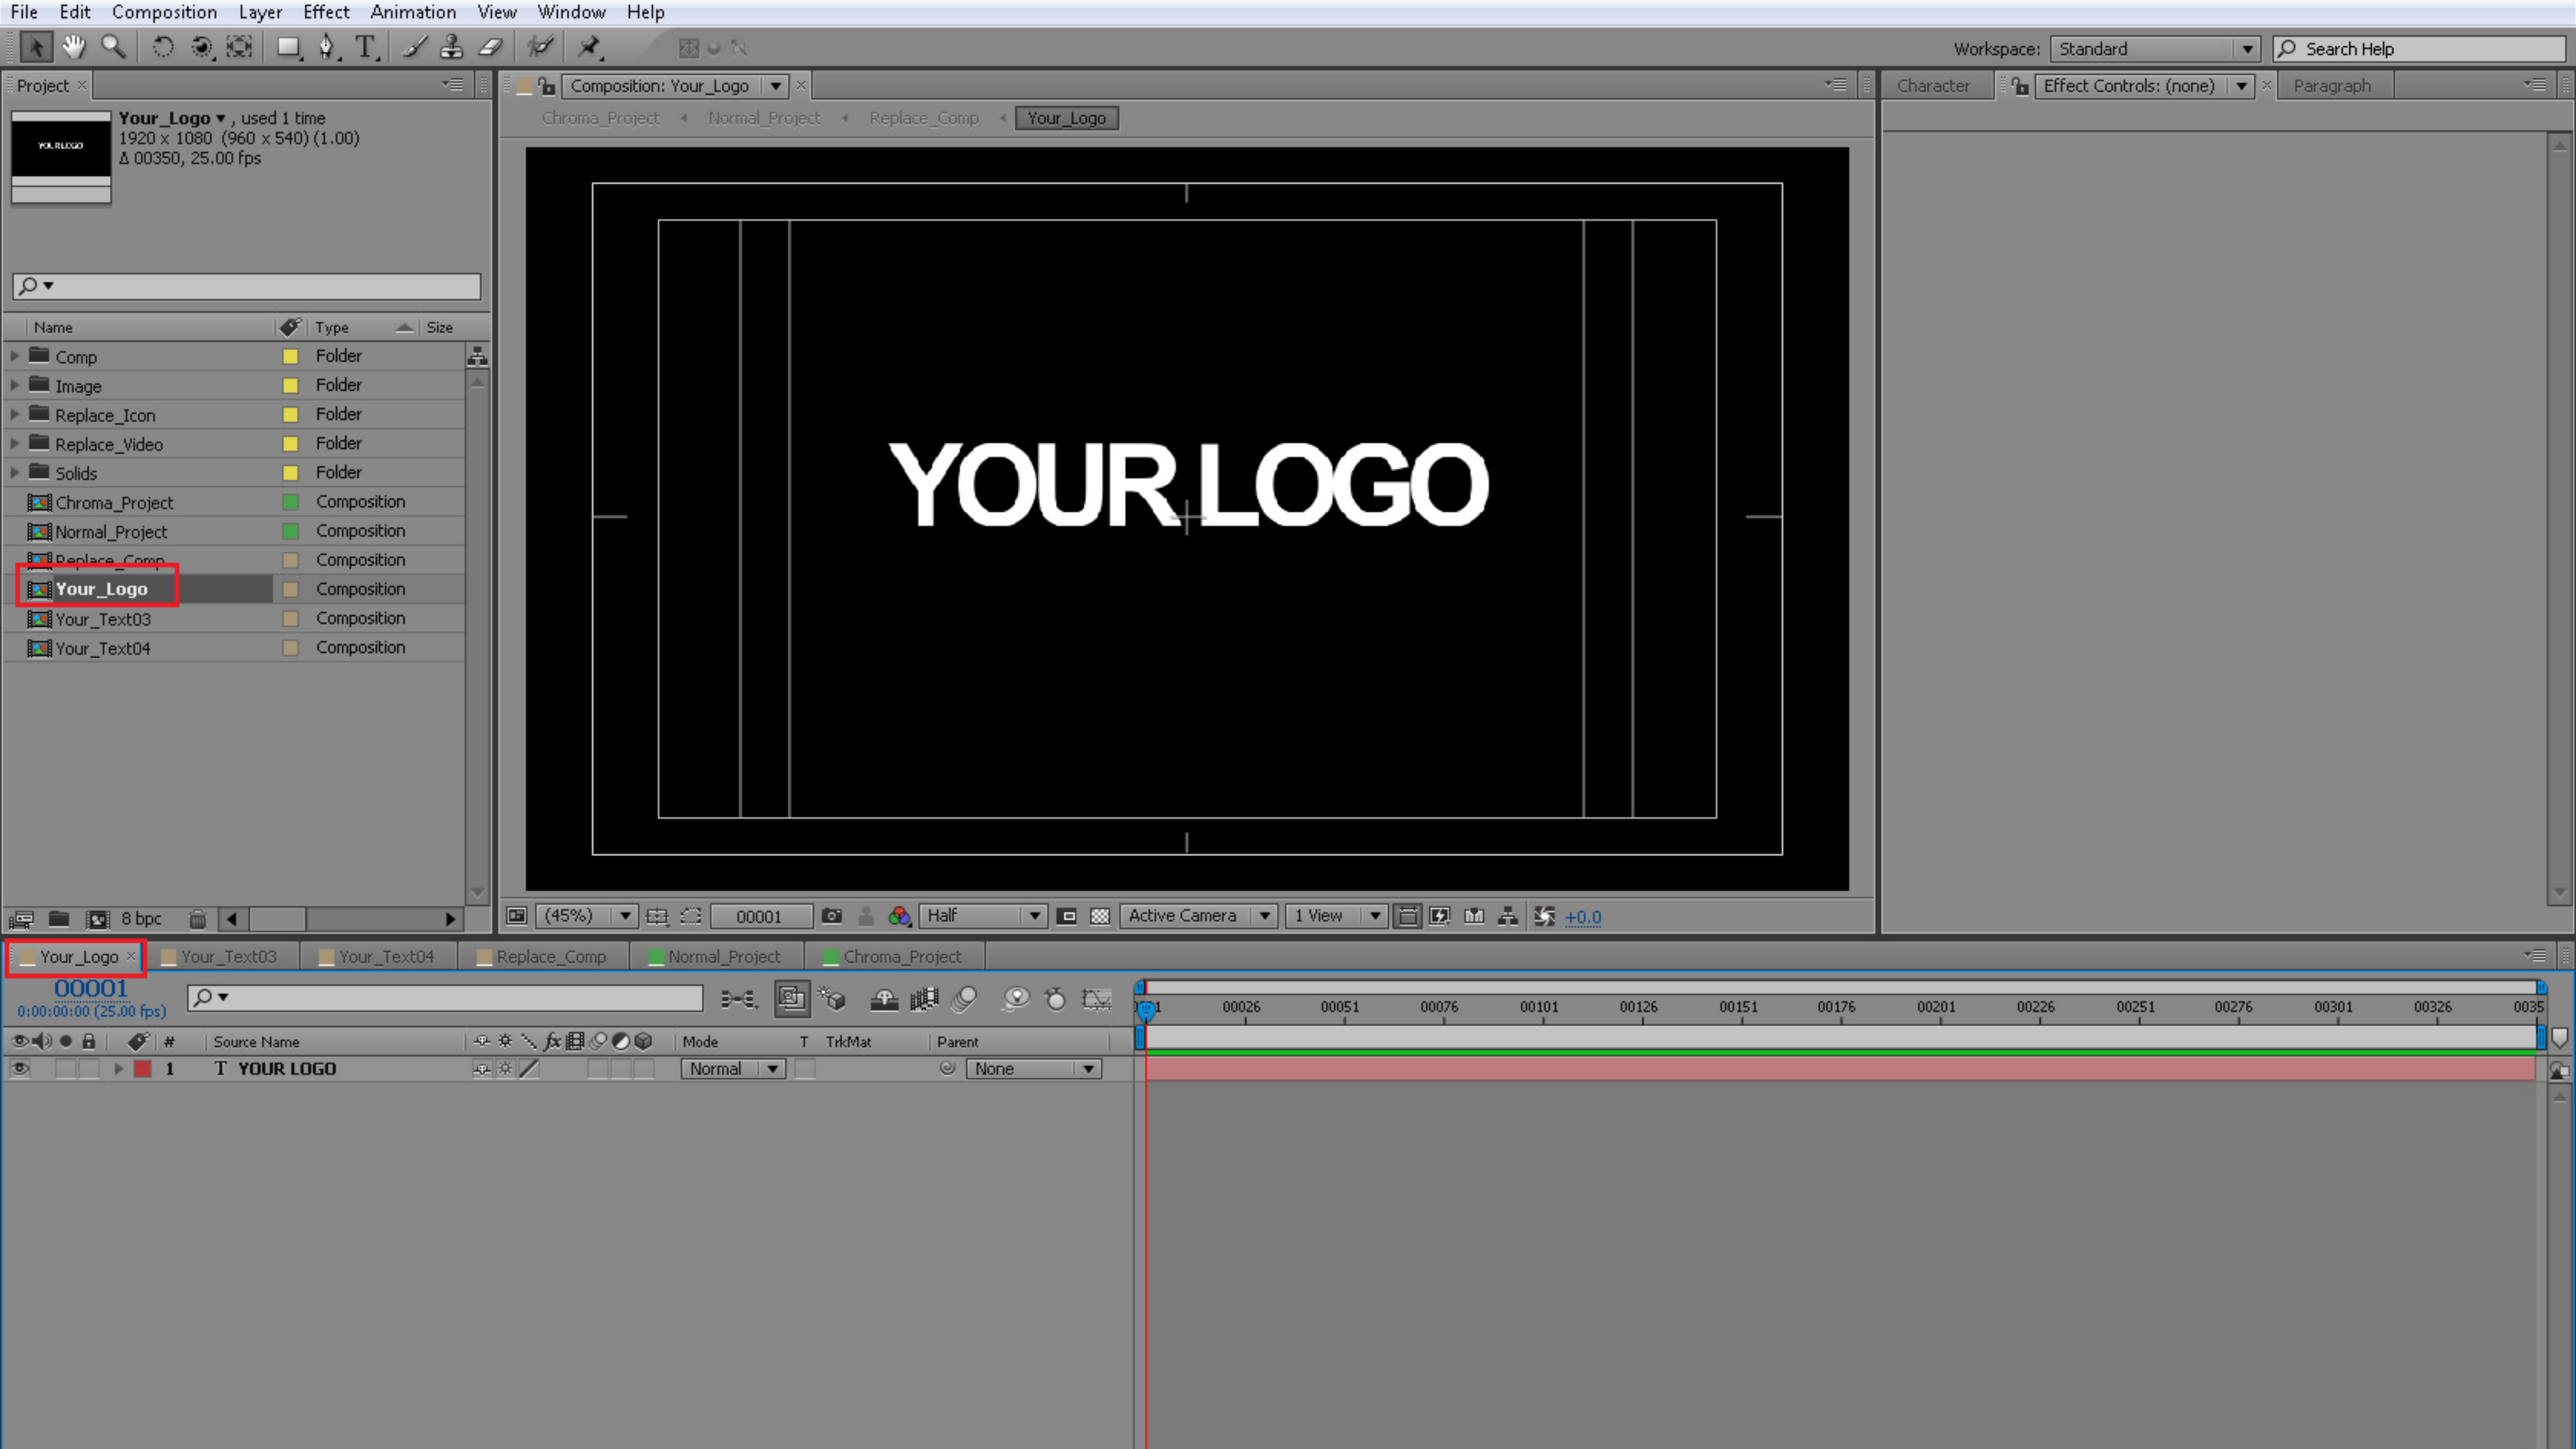 File Edit Composition Layer Effect Animation View Window Help
Workspace: Standard Search Help
Project
Your_Logo , used 1 time
1920 x 1080 (960 x 540) (1.00)
Δ 00350, 25.00 fps
YOUR LOGO
Name Type Size
Comp Folder
Image Folder
Replace_Icon Folder
Replace_Video Folder
Solids Folder
Chroma_Project Composition
Normal_Project Composition
Replace_Comp Composition
Your_Logo Composition
Your_Text03 Composition
Your_Text04 Composition
8 bpc
Composition: Your_Logo
Chroma_Project Normal_Project Replace_Comp Your_Logo
YOUR LOGO
(45%) 00001 Half Active Camera 1 View +0.0
Character Effect Controls: (none) Paragraph
Your_Logo Your_Text03 Your_Text04 Replace_Comp Normal_Project Chroma_Project
00001
0:00:00:00 (25.00 fps)
00026 00051 00076 00101 00126 00151 00176 00201 00226 00251 00276 00301 00326 0035
# Source Name fx Mode T TrkMat Parent
1 T YOUR LOGO Normal None